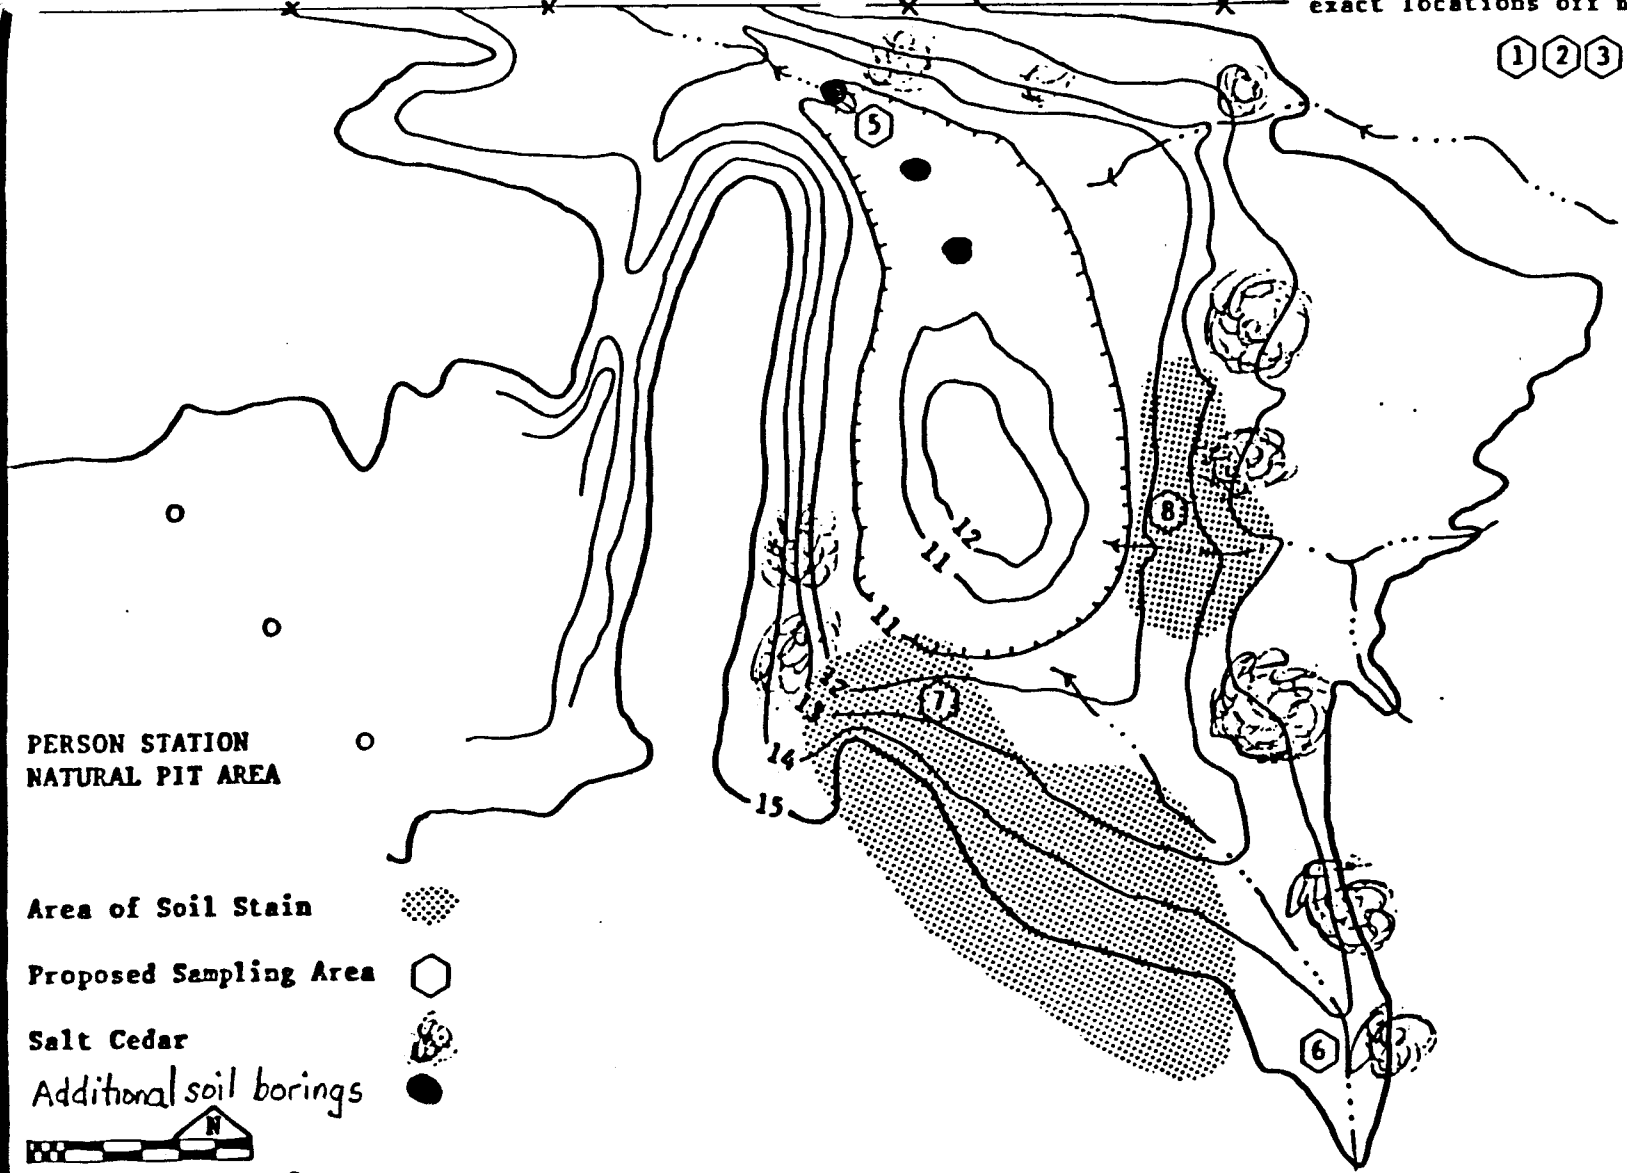 exact locations off
1 2 3
5
8
12
11
11
7
12
13
14
15
PERSON STATION
NATURAL PIT AREA
Area of Soil Stain
Proposed Sampling Area
Salt Cedar
6
Additional soil borings
N